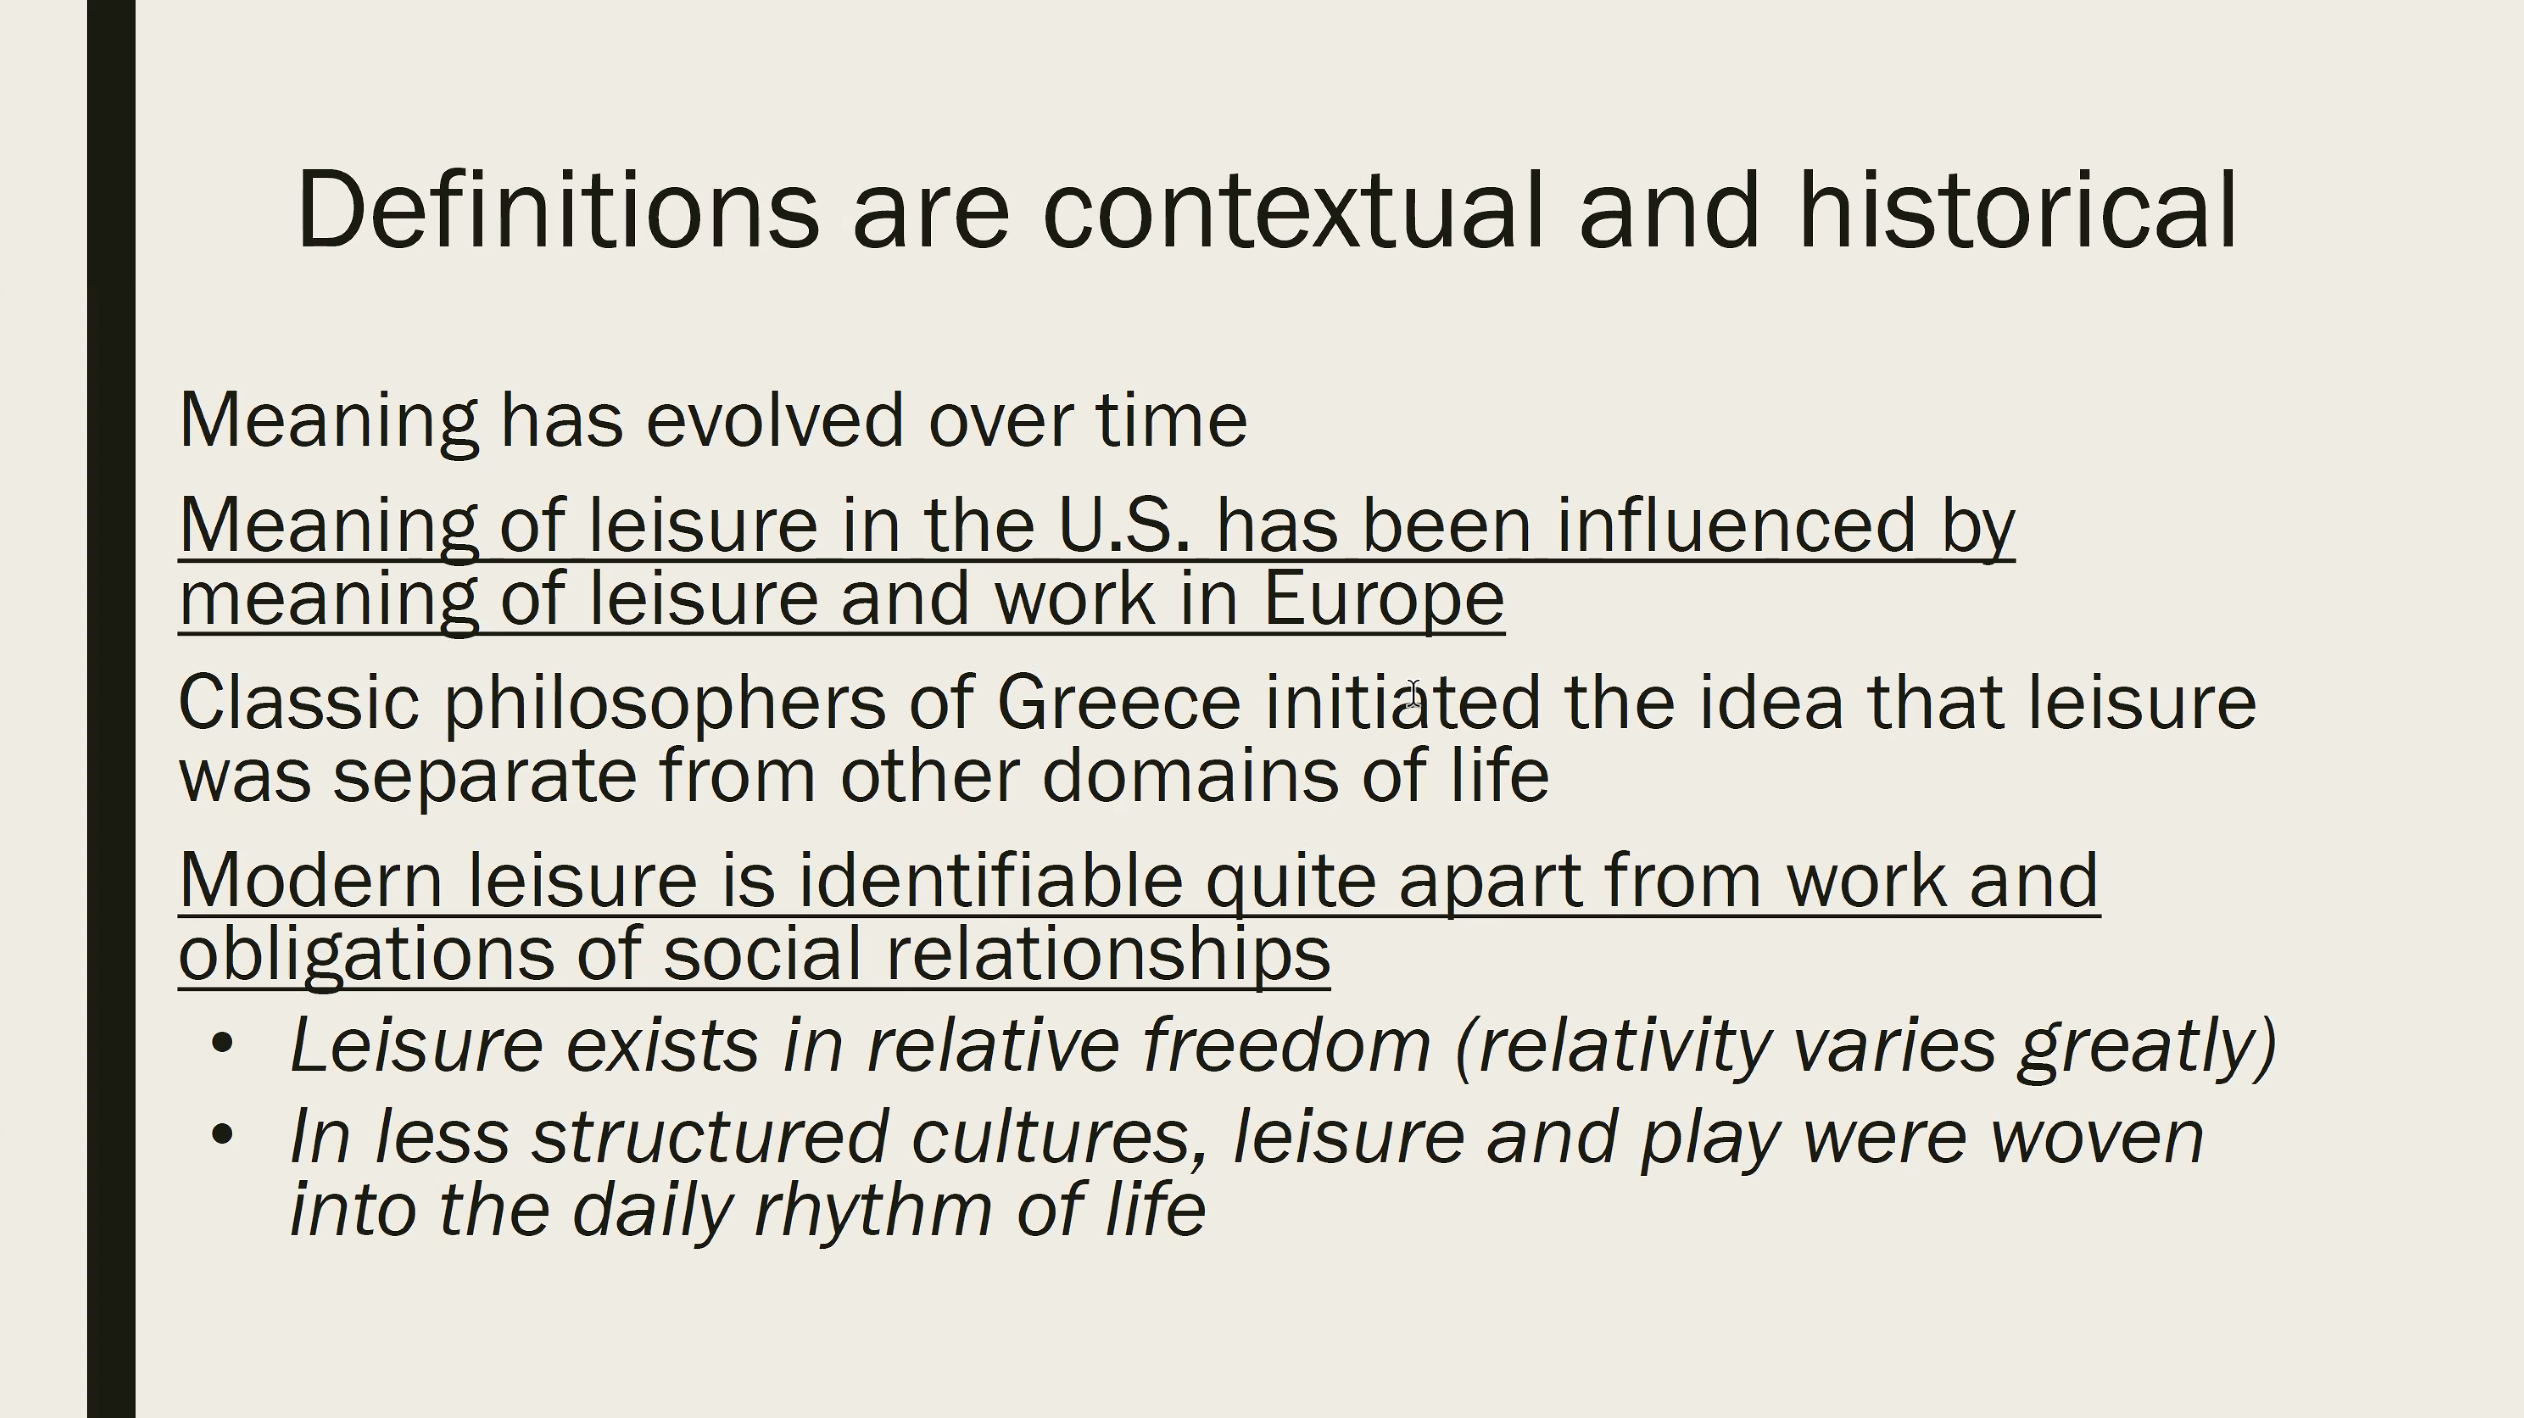 Definitions are contextual and historical
Meaning has evolved over time
Meaning of leisure in the U.S. has been influenced by
meaning of leisure and work in Europe
Classic philosophers of Greece initiated the idea that leisure
was separate from other domains of life
Modern leisure is identifiable quite apart from work and
obligations of social relationships
• Leisure exists in relative freedom (relativity varies greatly)
• In less structured cultures, leisure and play were woven
into the daily rhythm of life